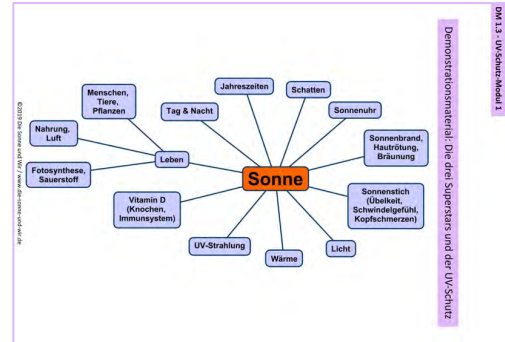 DM 1.3 - UV-Schutz-Modul 1
Demonstrationsmaterial: Die drei Superstars und der UV-Schutz
Jahreszeiten
Schatten
Menschen,
Tiere,
Pflanzen
Tag & Nacht
Sonnenuhr
Nahrung,
Luft
Leben
Sonnenbrand,
Hautrötung,
Bräunung
Fotosynthese,
Sauerstoff
Sonne
Vitamin D
(Knochen,
Immunsystem)
Sonnenstich
(Übelkeit,
Schwindelgefühl,
Kopfschmerzen)
UV-Strahlung
Wärme
Licht
©2019 Die Sonne und Wir / www.die-sonne-und-wir.de